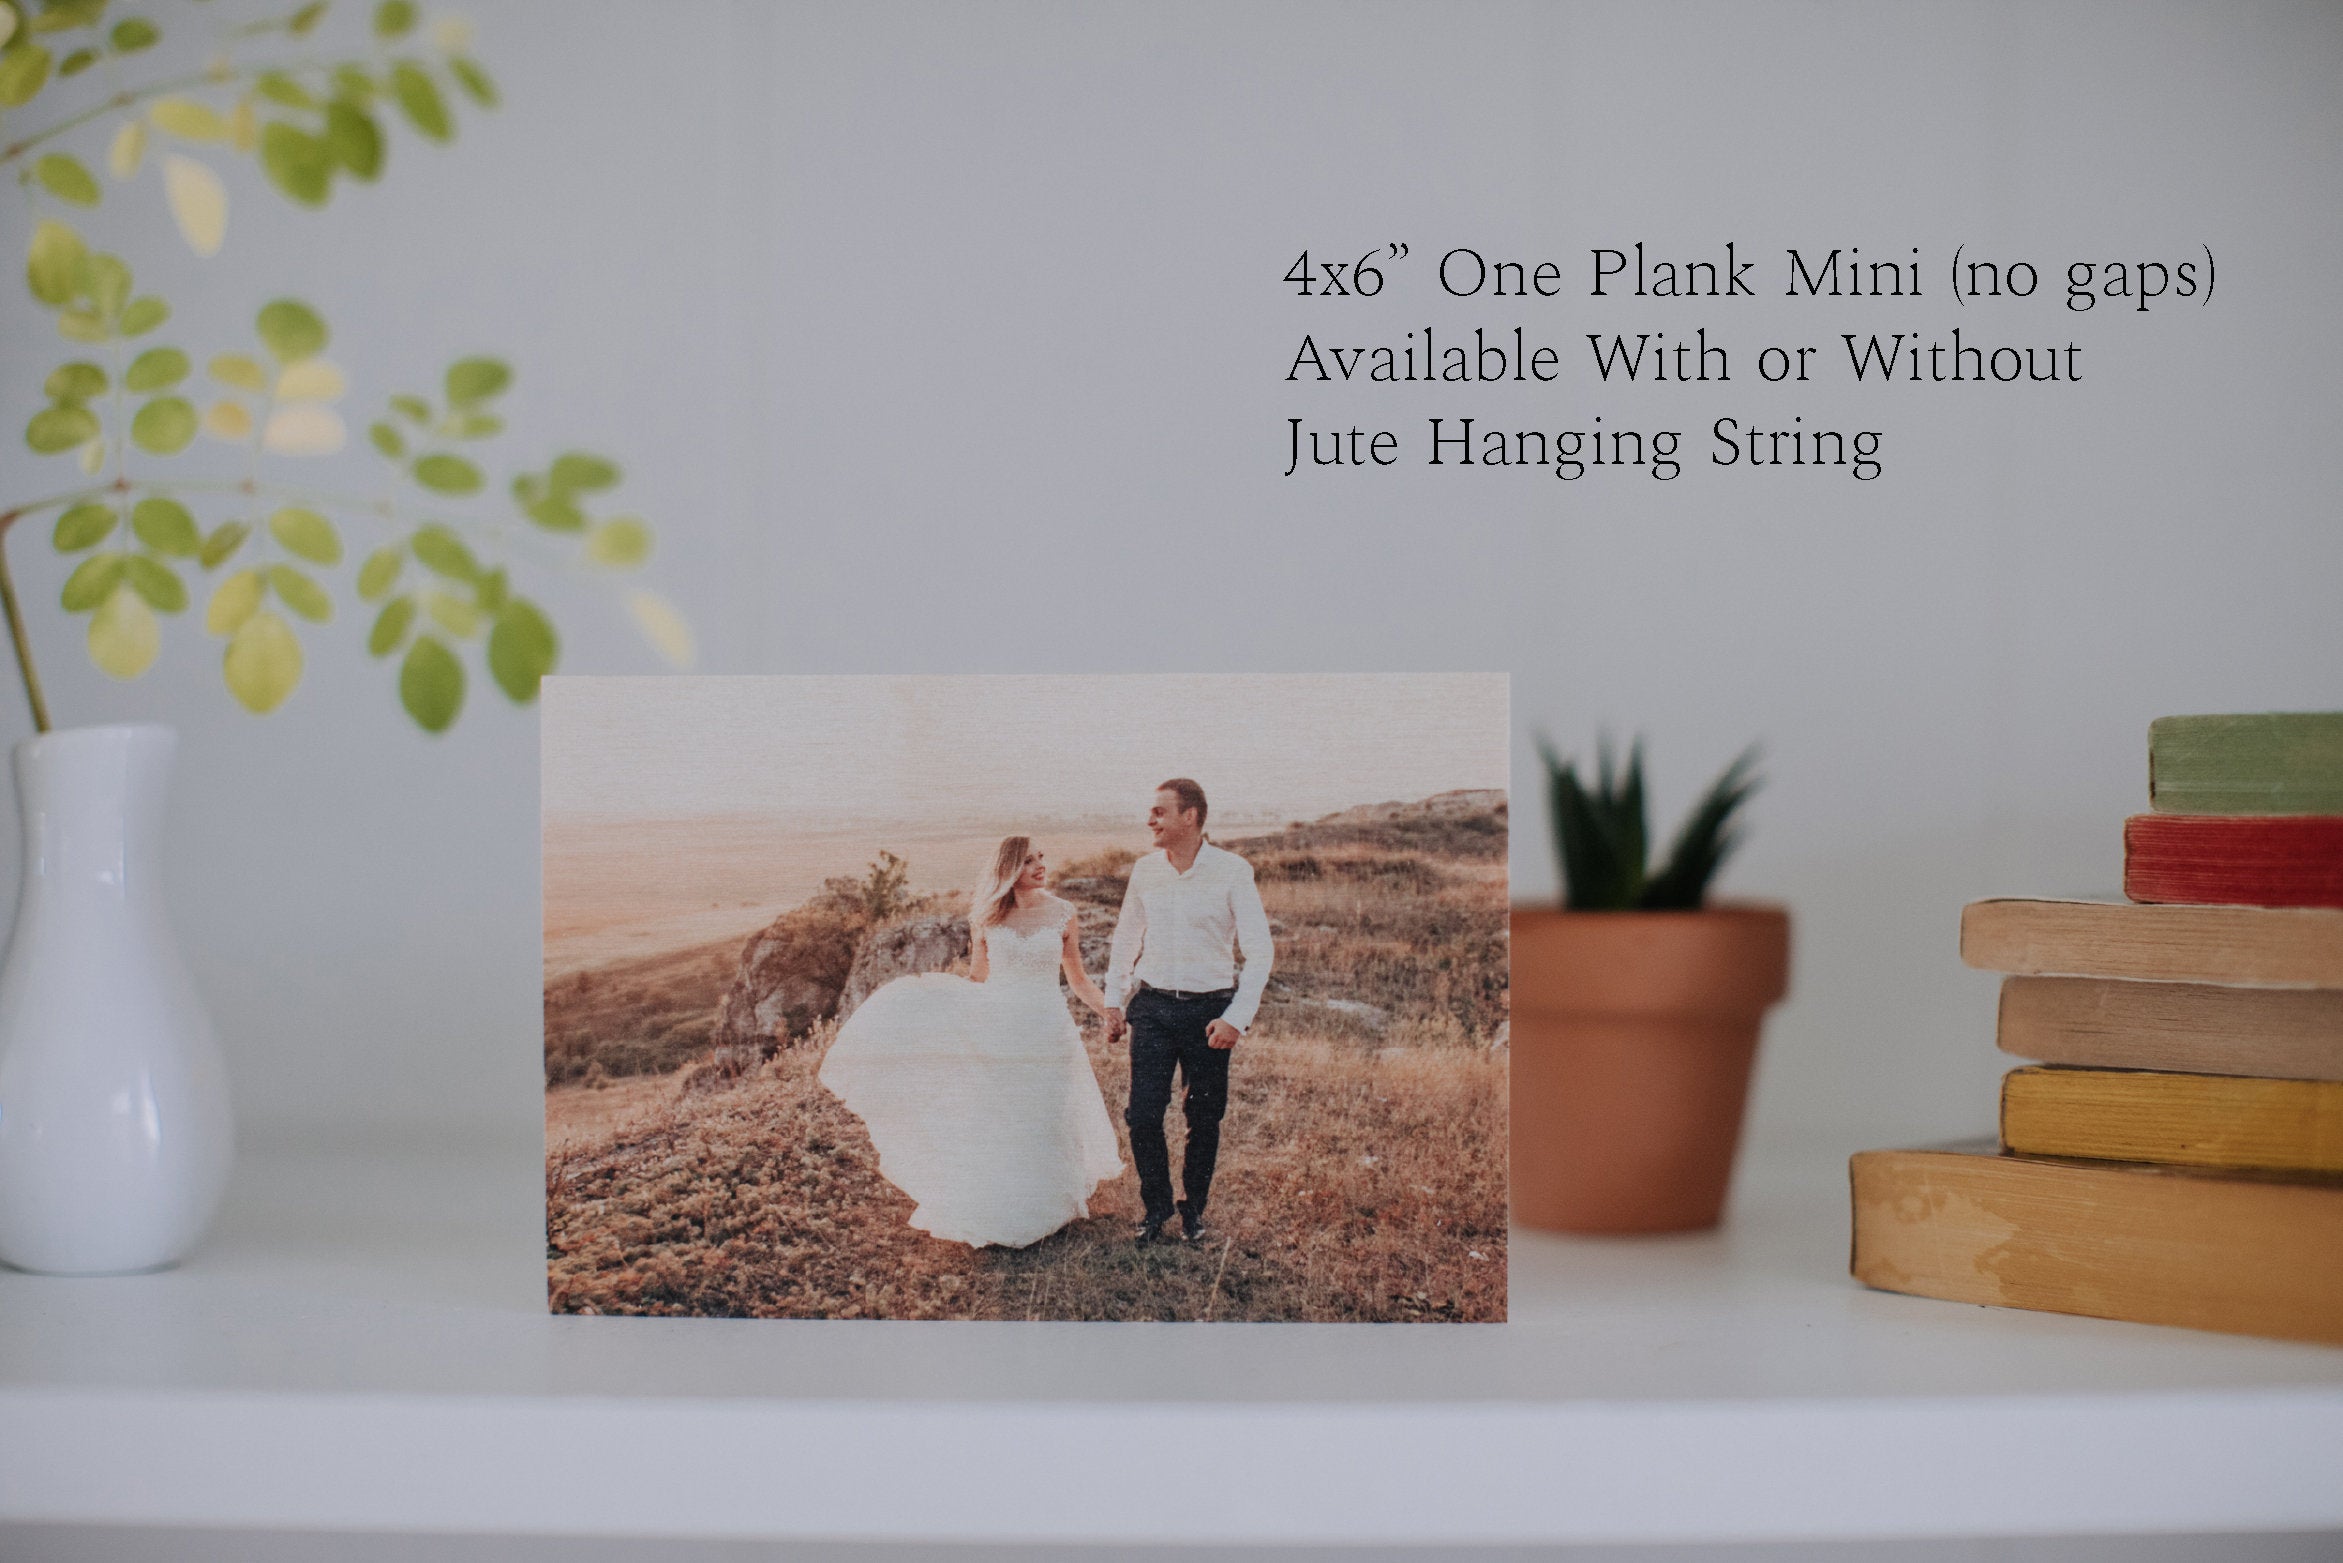 4x6” One Plank Mini (no gaps)
Available With or Without
Jute Hanging String